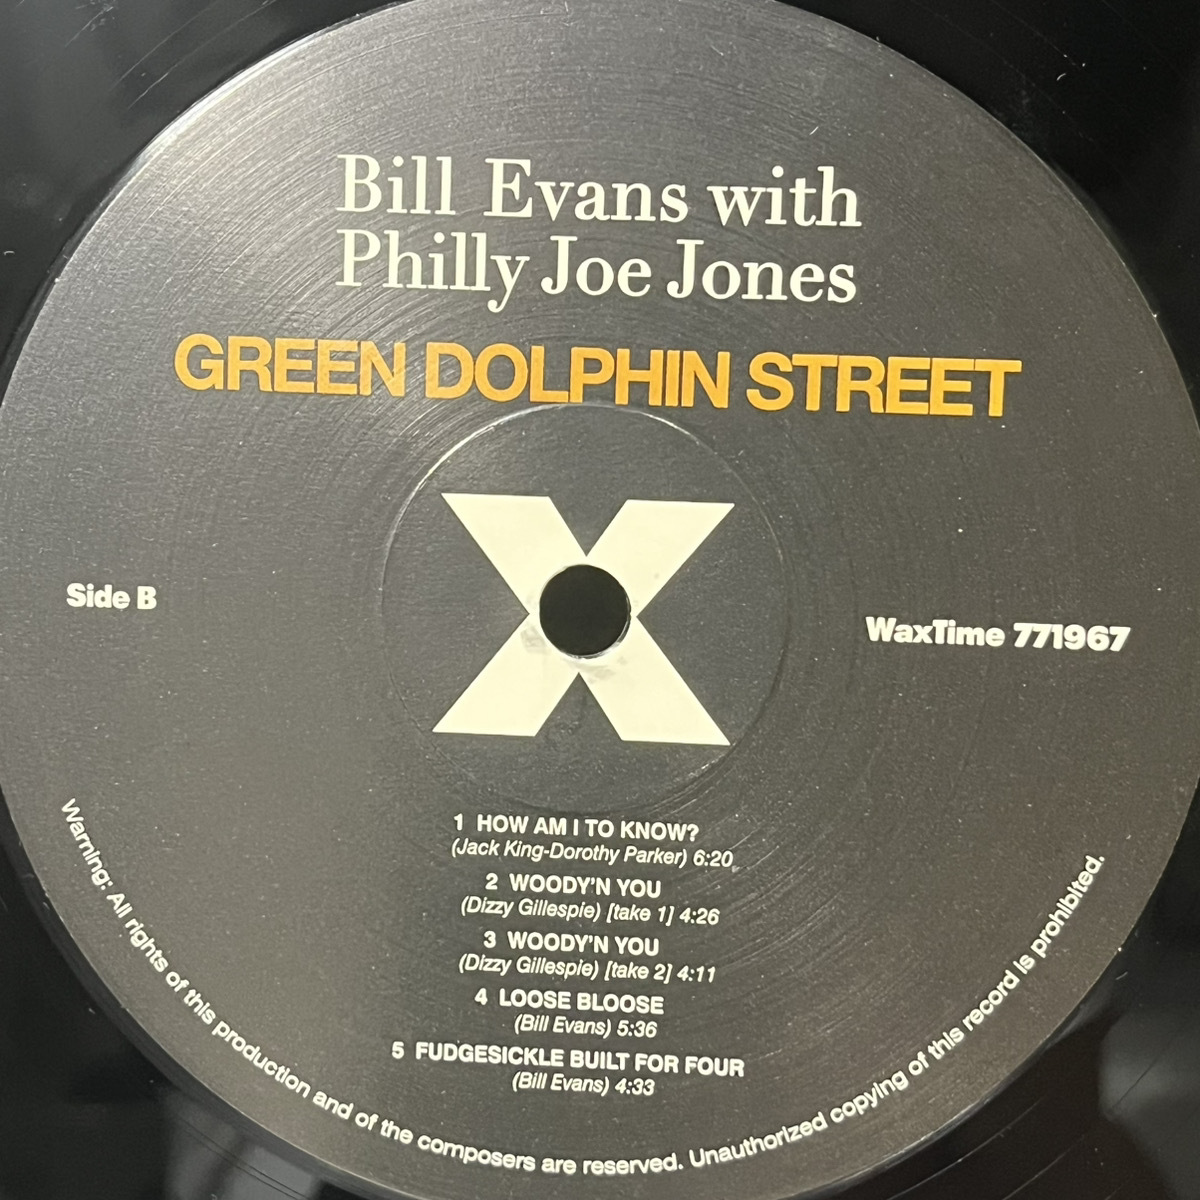 Bill Evans with
Philly Joe Jones
GREEN DOLPHIN STREET
X
Side B
WaxTime 771967
1 HOW AM I TO KNOW?
(Jack King-Dorothy Parker) 6:20
2 WOODY'N YOU
(Dizzy Gillespie) [take 1] 4:26
3 WOODY'N YOU
(Dizzy Gillespie) [take 2] 4:11
4 LOOSE BLOOSE
(Bill Evans) 5:36
5 FUDGESICKLE BUILT FOR FOUR
(Bill Evans) 4:33
Warning: All rights of this production and of the composers are reserved. Unauthorized copying of this record is prohibited.